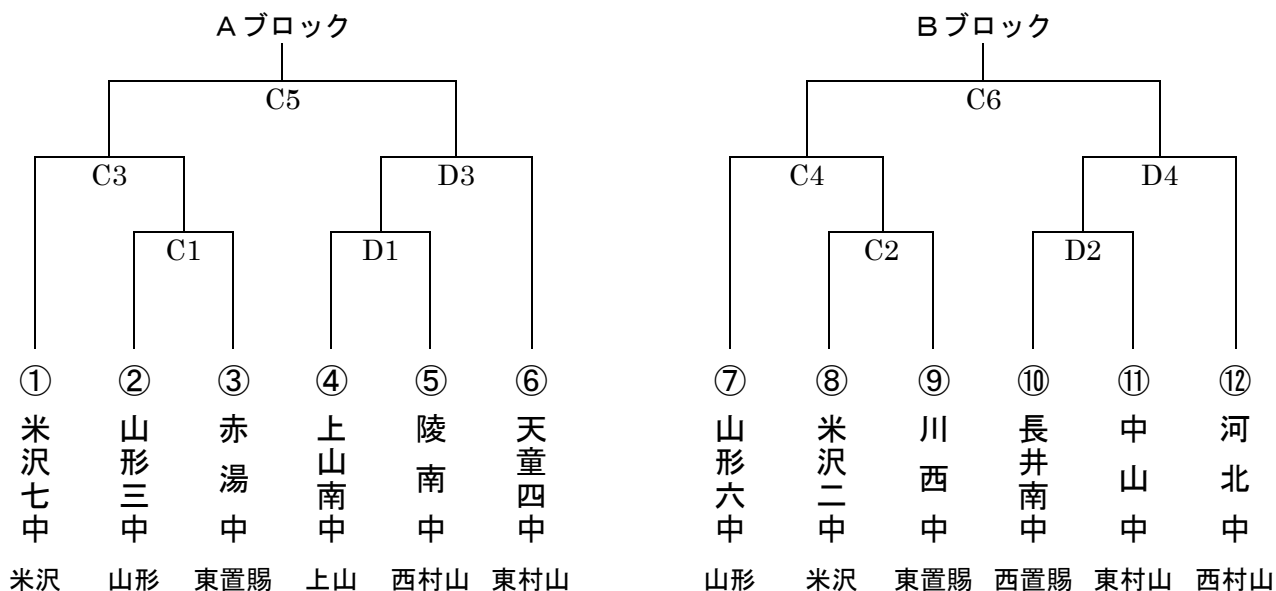 Aブロック
C5
C3
D3
C1
D1
① ② ③ ④ ⑤ ⑥
米沢七中
山形三中
赤湯中
上山南中
陵南中
天童四中
米沢 山形 東置賜 上山 西村山 東村山
Bブロック
C6
C4
D4
C2
D2
⑦ ⑧ ⑨ ⑩ ⑪ ⑫
山形六中
米沢二中
川西中
長井南中
中山中
河北中
山形 米沢 東置賜 西置賜 東村山 西村山